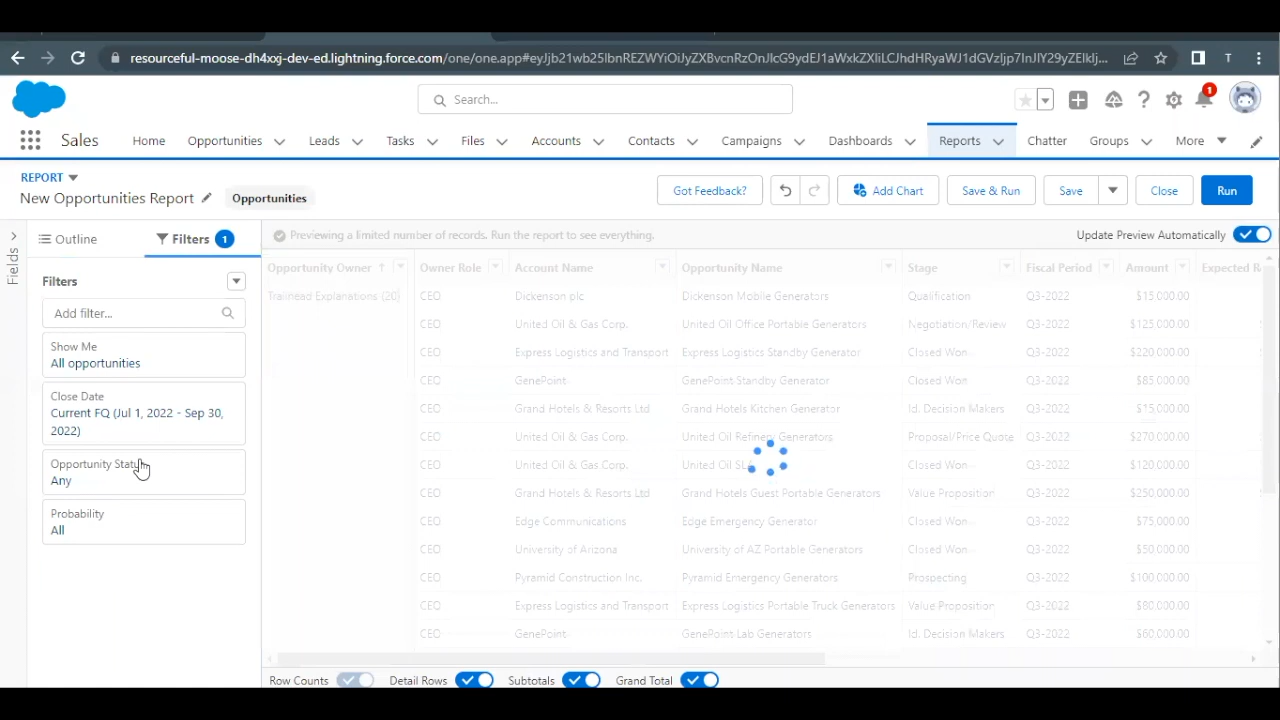 resourceful-moose-dh4xxj-dev-ed.lightning.force.com
T
Search...
1
Sales
Home
Opportunities
Leads
Tasks
Files
Accounts
Contacts
Campaigns
Dashboards
Reports
Chatter
Groups
More
REPORT
New Opportunities Report
Opportunities
Got Feedback?
Add Chart
Save & Run
Save
Close
Run
Fields
Outline
Filters 1
Previewing a limited number of records. Run the report to see everything.
Update Preview Automatically
Filters
Add filter...
Show Me
All opportunities
Close Date
Current FQ (Jul 1, 2022 - Sep 30,
2022)
Opportunity Status
Any
Probability
All
Opportunity Owner ↑ Owner Role Account Name Opportunity Name Stage Fiscal Period Amount Expected R
Trailhead Explanations (20) CEO Dickenson plc Dickenson Mobile Generators Qualification Q3-2022 $15,000.00
CEO United Oil & Gas Corp. United Oil Office Portable Generators Negotiation/Review Q3-2022 $125,000.00
CEO Express Logistics and Transport Express Logistics Standby Generator Closed Won Q3-2022 $220,000.00
CEO GenePoint GenePoint Standby Generator Closed Won Q3-2022 $85,000.00
CEO Grand Hotels & Resorts Ltd Grand Hotels Kitchen Generator Id. Decision Makers Q3-2022 $15,000.00
CEO United Oil & Gas Corp. United Oil Refinery Generators Proposal/Price Quote Q3-2022 $270,000.00
CEO United Oil & Gas Corp. United Oil SLA Closed Won Q3-2022 $120,000.00
CEO Grand Hotels & Resorts Ltd Grand Hotels Guest Portable Generators Value Proposition Q3-2022 $250,000.00
CEO Edge Communications Edge Emergency Generator Closed Won Q3-2022 $75,000.00
CEO University of Arizona University of AZ Portable Generators Closed Won Q3-2022 $50,000.00
CEO Pyramid Construction Inc. Pyramid Emergency Generators Prospecting Q3-2022 $100,000.00
CEO Express Logistics and Transport Express Logistics Portable Truck Generators Value Proposition Q3-2022 $80,000.00
CEO GenePoint GenePoint Lab Generators Id. Decision Makers Q3-2022 $60,000.00
Row Counts
Detail Rows
Subtotals
Grand Total